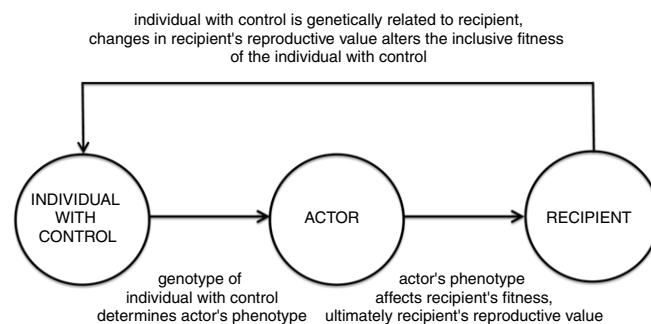 individual with control is genetically related to recipient,
changes in recipient's reproductive value alters the inclusive fitness
of the individual with control
INDIVIDUAL
WITH
CONTROL
ACTOR
RECIPIENT
genotype of
individual with control
determines actor's phenotype
actor's phenotype
affects recipient's fitness,
ultimately recipient's reproductive value